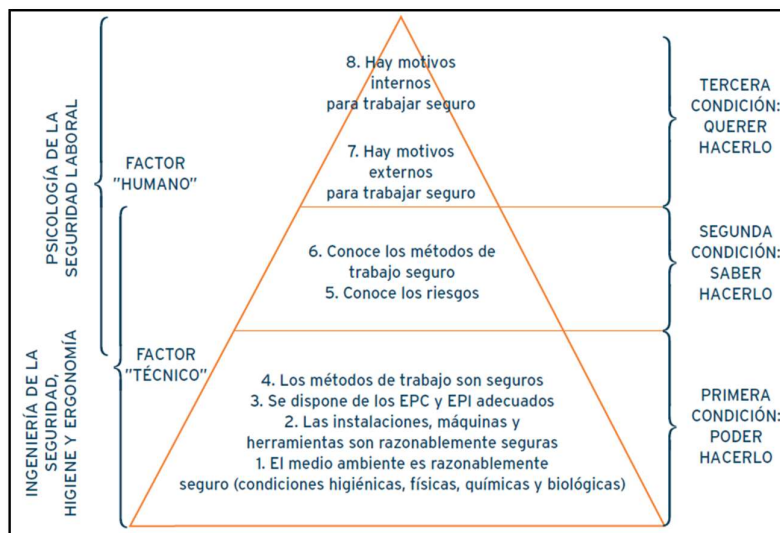 PSICOLOGÍA DE LA
SEGURIDAD LABORAL
INGENIERÍA DE LA
SEGURIDAD,
HIGIENE Y ERGONOMÍA
FACTOR
"HUMANO"
FACTOR
"TÉCNICO"
8. Hay motivos
internos
para trabajar seguro
7. Hay motivos
externos
para trabajar seguro
6. Conoce los métodos de
trabajo seguro
5. Conoce los riesgos
4. Los métodos de trabajo son seguros
3. Se dispone de los EPC y EPI adecuados
2. Las instalaciones, máquinas y
herramientas son razonablemente seguras
1. El medio ambiente es razonablemente
seguro (condiciones higiénicas, físicas, químicas y biológicas)
TERCERA
CONDICIÓN:
QUERER
HACERLO
SEGUNDA
CONDICIÓN:
SABER
HACERLO
PRIMERA
CONDICIÓN:
PODER
HACERLO